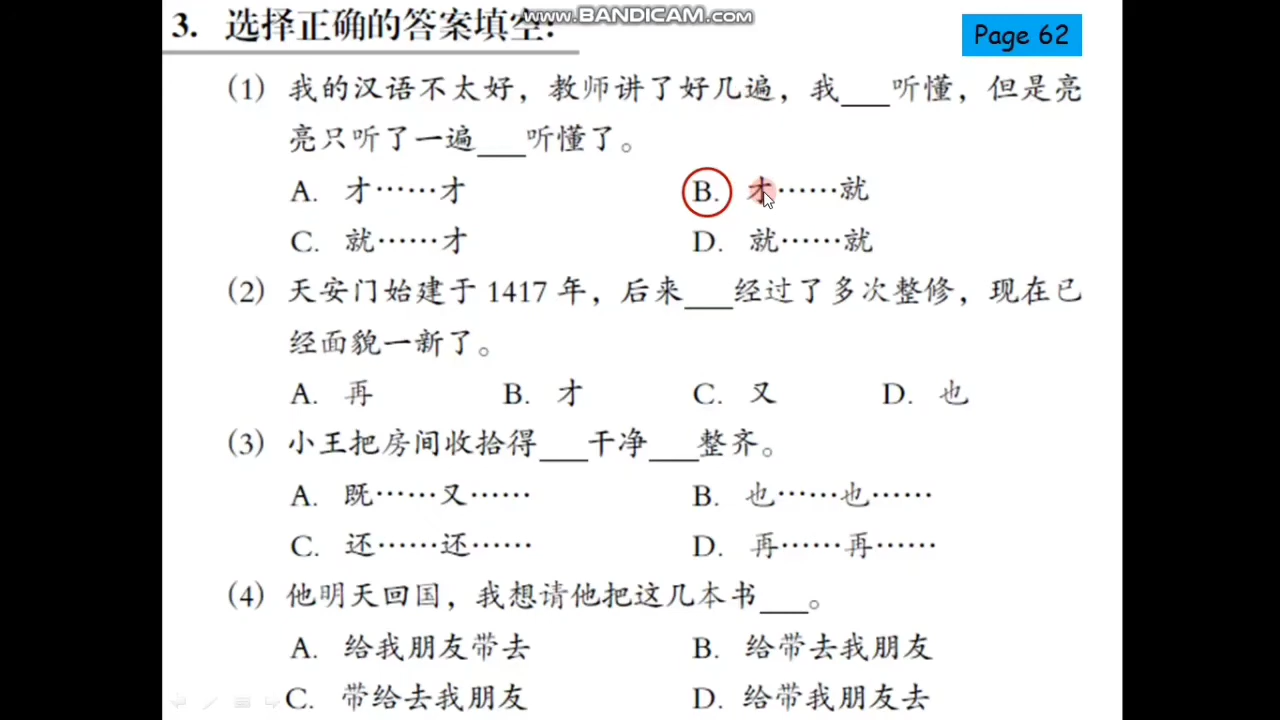 www.BANDICAM.com
3. 选择正确的答案填空:
Page 62
(1) 我的汉语不太好，教师讲了好几遍，我___听懂，但是亮
亮只听了一遍___听懂了。
A. 才……才
B. 才……就
C. 就……才
D. 就……就
(2) 天安门始建于 1417 年，后来___经过了多次整修，现在已
经面貌一新了。
A. 再 B. 才 C. 又 D. 也
(3) 小王把房间收拾得___干净___整齐。
A. 既……又……
B. 也……也……
C. 还……还……
D. 再……再……
(4) 他明天回国，我想请他把这几本书___。
A. 给我朋友带去
B. 给带去我朋友
C. 带给去我朋友
D. 给带我朋友去